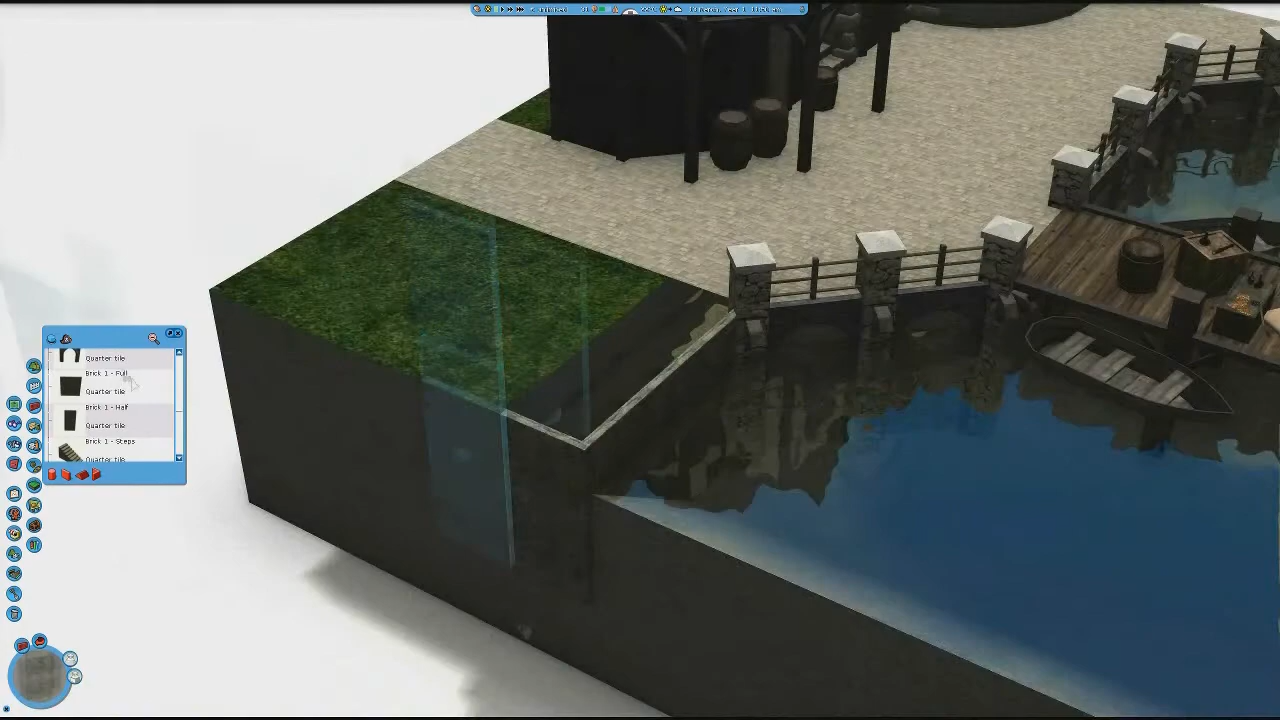 Quarter tile
Brick 1 - Full
Quarter tile
Brick 1 - Half
Quarter tile
Brick 1 - Steps
Quarter tile